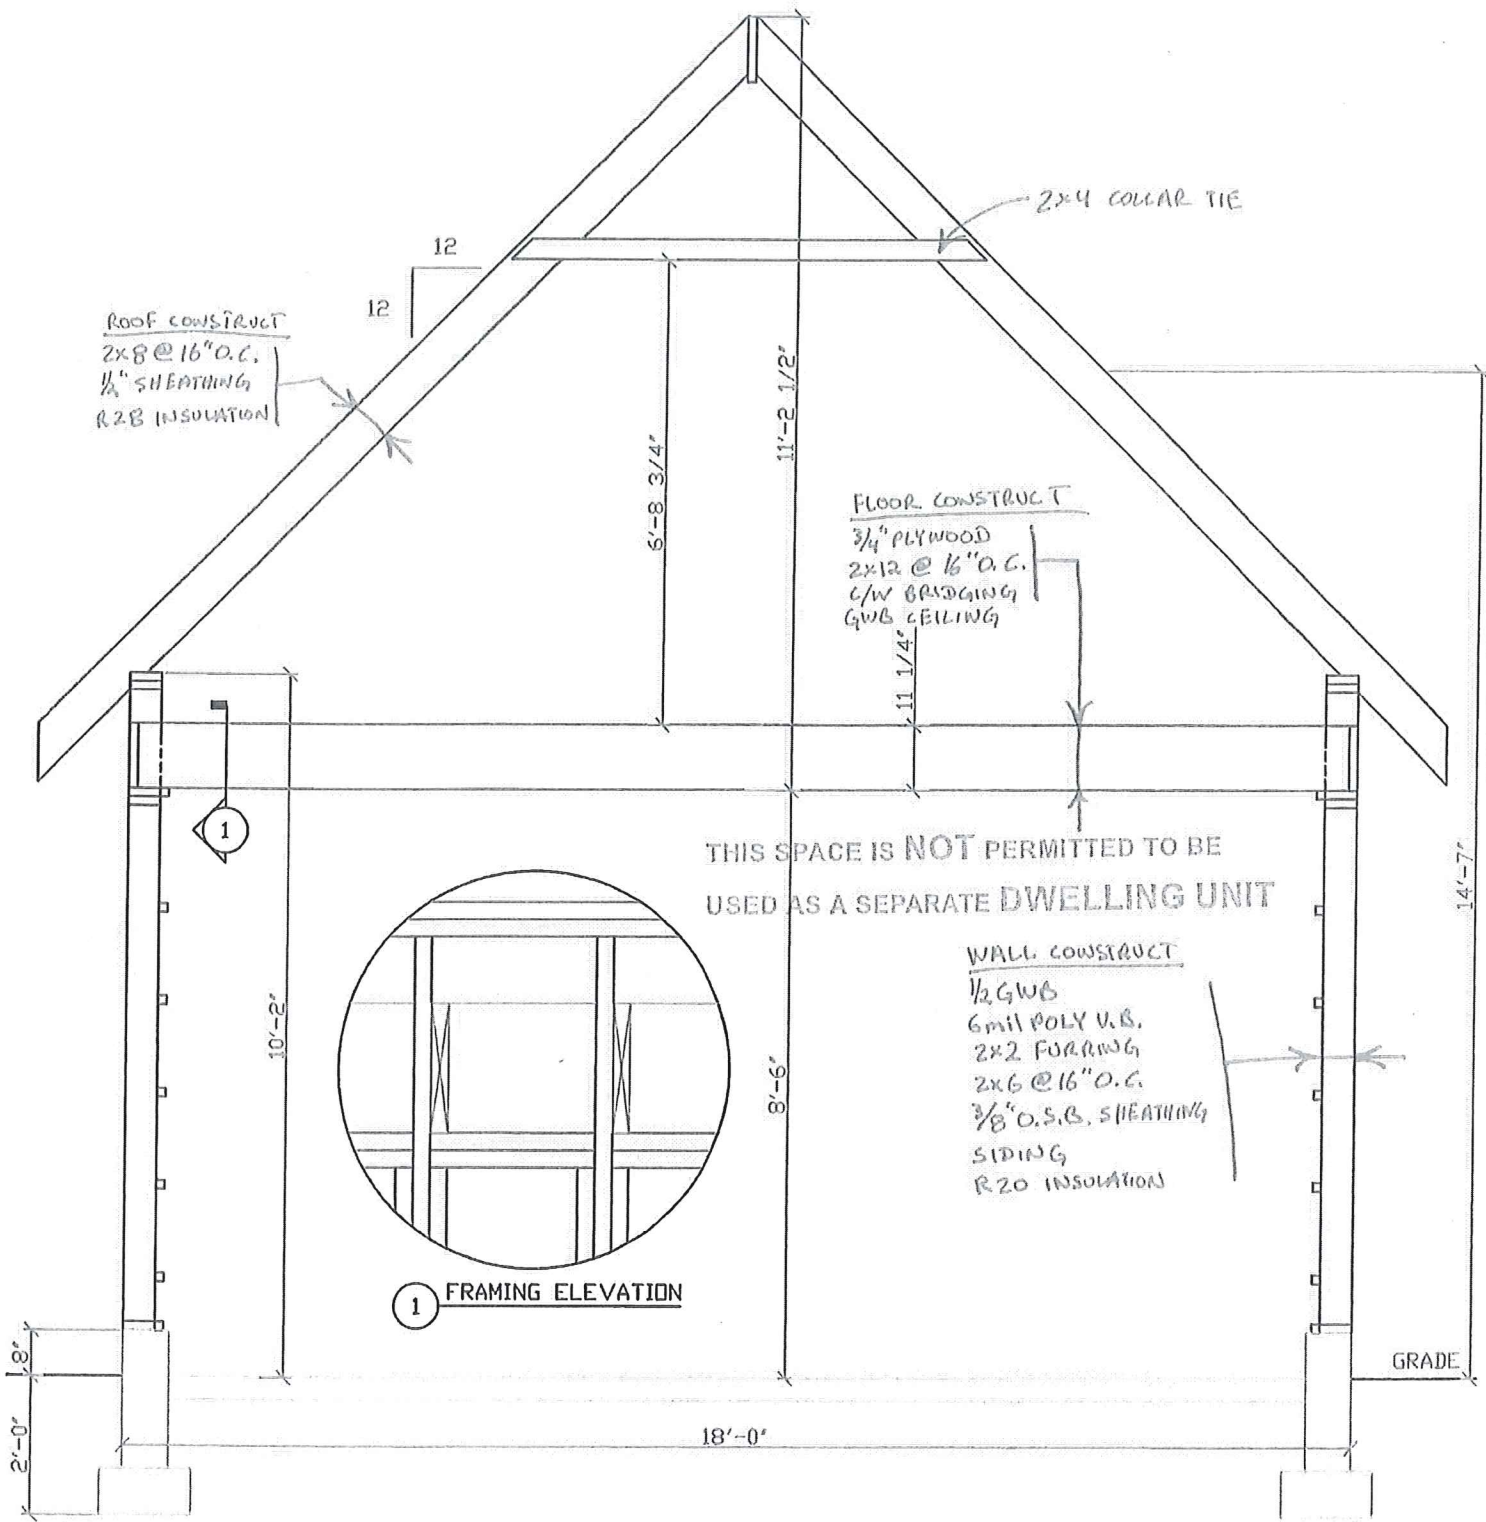 2x4 COLLAR TIE
12
12
ROOF CONSTRUCT
2x8 @ 16" O.C.
1/2" SHEATHING
R28 INSULATION
11'-2 1/2"
6'-8 3/4"
FLOOR CONSTRUCT
3/4" PLYWOOD
2x12 @ 16" O.C.
C/W BRIDGING
GWB CEILING
11 1/4"
1
THIS SPACE IS NOT PERMITTED TO BE
USED AS A SEPARATE DWELLING UNIT
14'-7"
WALL CONSTRUCT
1/2 GWB
6mil POLY V.B.
2x2 FURRING
2x6 @ 16" O.C.
3/8" O.S.B. SHEATHING
SIDING
R20 INSULATION
10'-2"
8'-6"
1 FRAMING ELEVATION
8"
GRADE
2'-0"
18'-0"